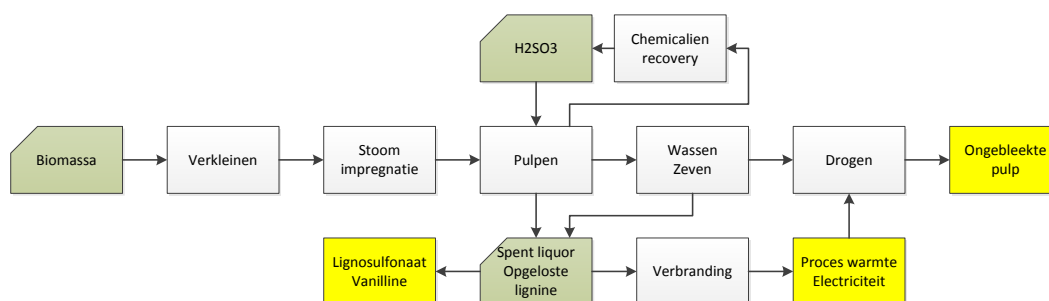 H2SO3
Chemicalien
recovery
Biomassa
Verkleinen
Stoom
impregnatie
Pulpen
Wassen
Zeven
Drogen
Ongebleekte
pulp
Lignosulfonaat
Vanilline
Spent liquor
Opgeloste
lignine
Verbranding
Proces warmte
Electriciteit